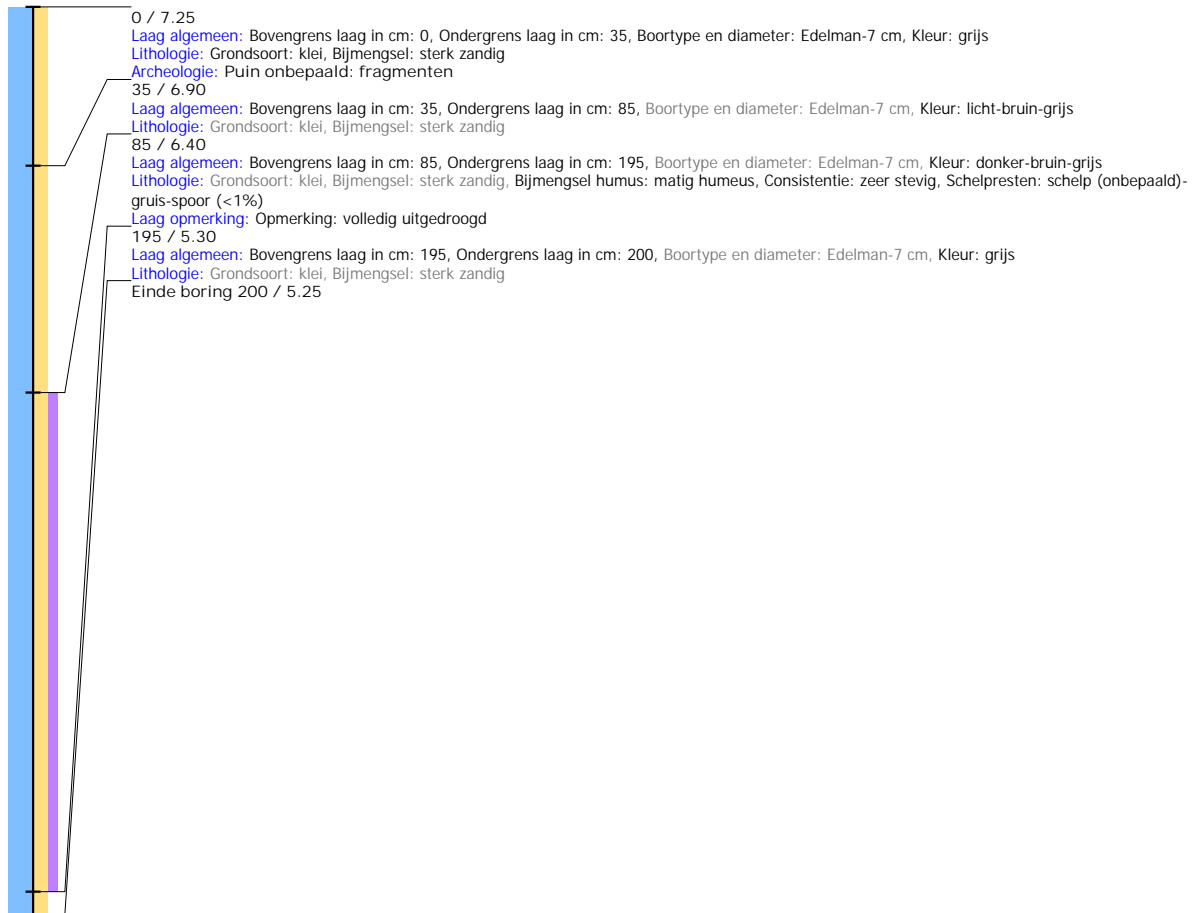 0 / 7.25
Laag algemeen: Bovengrens laag in cm: 0, Ondergrens laag in cm: 35, Boortype en diameter: Edelman-7 cm, Kleur: grijs
Lithologie: Grondsoort: klei, Bijmengsel: sterk zandig
Archeologie: Puin onbepaald: fragmenten
35 / 6.90
Laag algemeen: Bovengrens laag in cm: 35, Ondergrens laag in cm: 85, Boortype en diameter: Edelman-7 cm, Kleur: licht-bruin-grijs
Lithologie: Grondsoort: klei, Bijmengsel: sterk zandig
85 / 6.40
Laag algemeen: Bovengrens laag in cm: 85, Ondergrens laag in cm: 195, Boortype en diameter: Edelman-7 cm, Kleur: donker-bruin-grijs
Lithologie: Grondsoort: klei, Bijmengsel: sterk zandig, Bijmengsel humus: matig humeus, Consistentie: zeer stevig, Schelpresten: schelp (onbepaald)-
gruis-spoor (<1%)
Laag opmerking: Opmerking: volledig uitgedroogd
195 / 5.30
Laag algemeen: Bovengrens laag in cm: 195, Ondergrens laag in cm: 200, Boortype en diameter: Edelman-7 cm, Kleur: grijs
Lithologie: Grondsoort: klei, Bijmengsel: sterk zandig
Einde boring 200 / 5.25